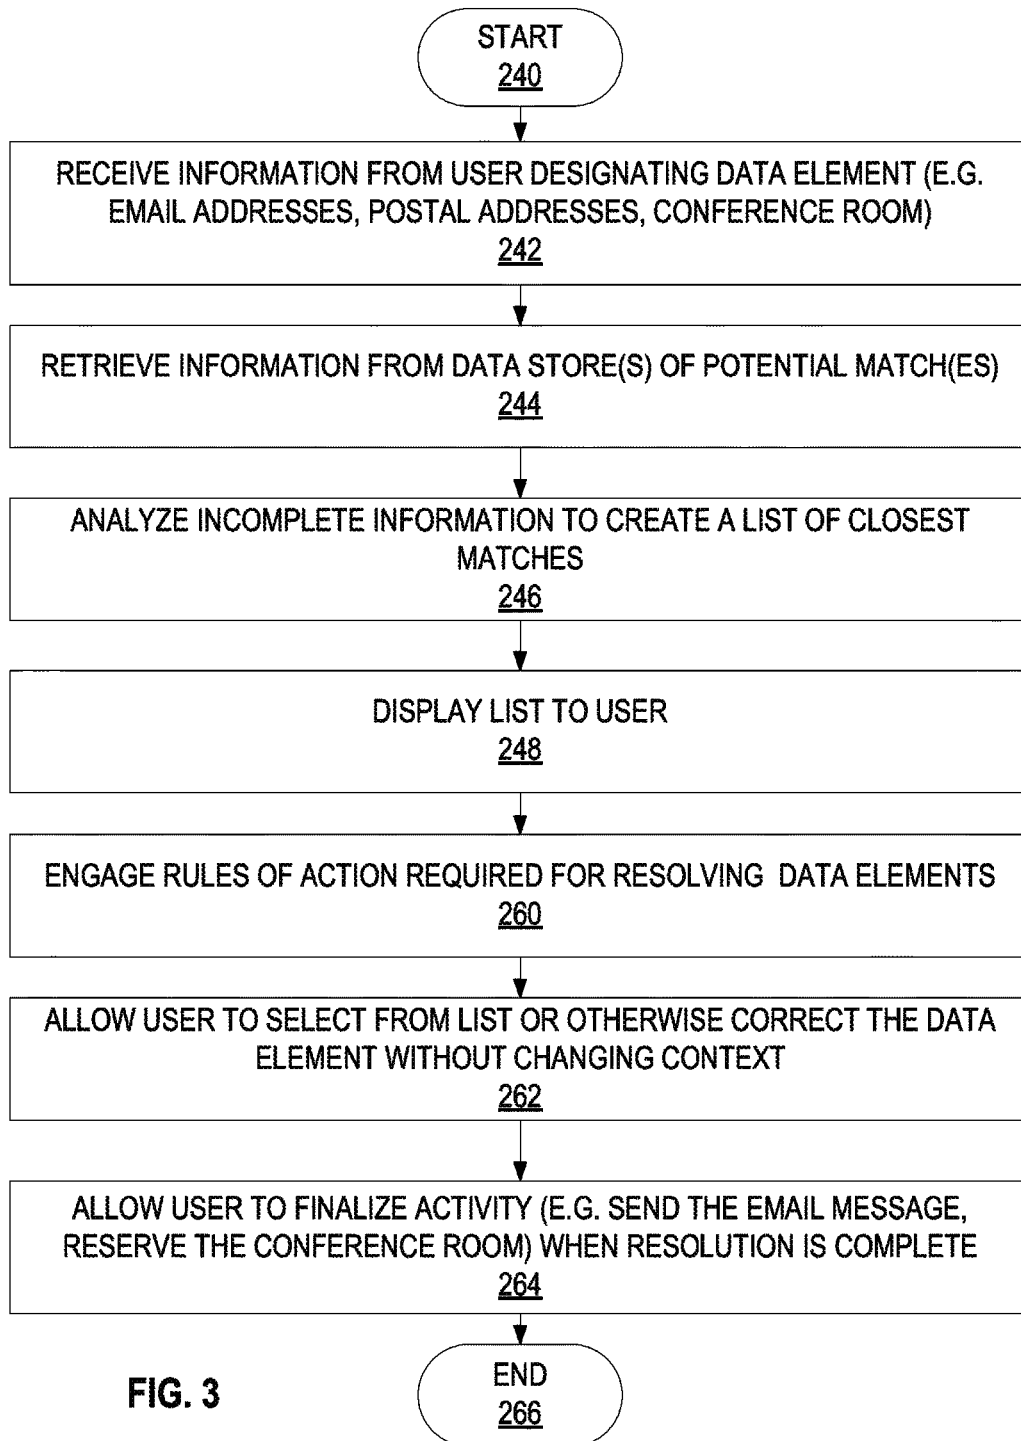 START
240
RECEIVE INFORMATION FROM USER DESIGNATING DATA ELEMENT (E.G.
EMAIL ADDRESSES, POSTAL ADDRESSES, CONFERENCE ROOM)
242
RETRIEVE INFORMATION FROM DATA STORE(S) OF POTENTIAL MATCH(ES)
244
ANALYZE INCOMPLETE INFORMATION TO CREATE A LIST OF CLOSEST
MATCHES
246
DISPLAY LIST TO USER
248
ENGAGE RULES OF ACTION REQUIRED FOR RESOLVING DATA ELEMENTS
260
ALLOW USER TO SELECT FROM LIST OR OTHERWISE CORRECT THE DATA
ELEMENT WITHOUT CHANGING CONTEXT
262
ALLOW USER TO FINALIZE ACTIVITY (E.G. SEND THE EMAIL MESSAGE,
RESERVE THE CONFERENCE ROOM) WHEN RESOLUTION IS COMPLETE
264
END
266
FIG. 3